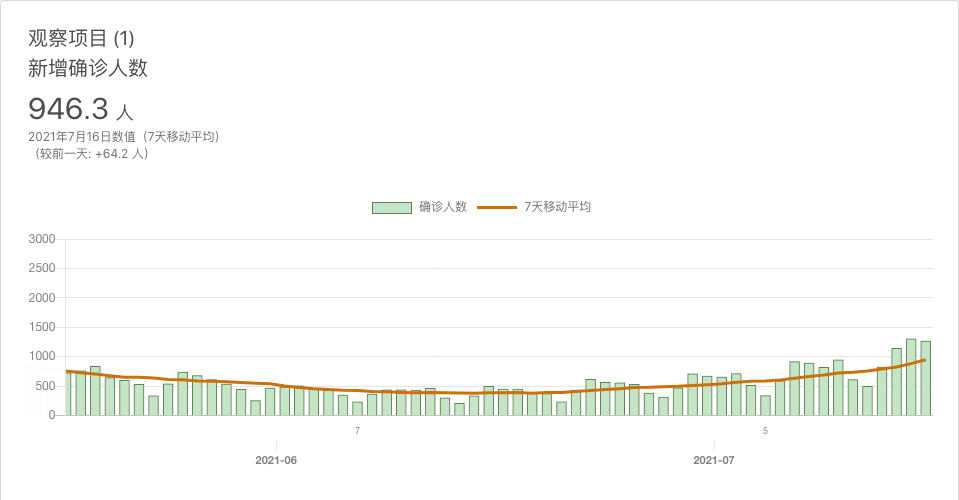 观察项目 (1)
新增确诊人数
946.3 人
2021年7月16日数值（7天移动平均）
（较前一天: +64.2 人）
确诊人数 7天移动平均
3000
2500
2000
1500
1000
500
0
7 5
2021-06 2021-07